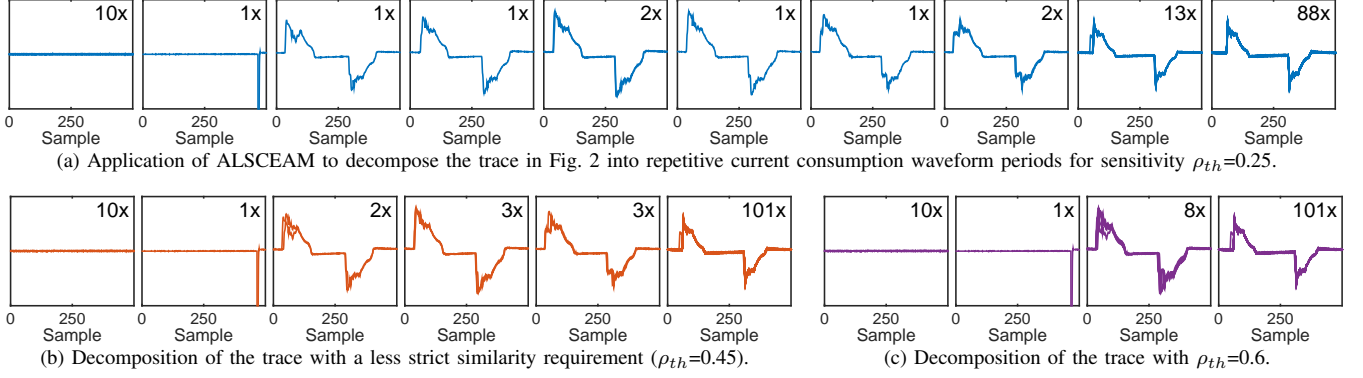 10x 1x 1x 1x 2x 1x 1x 2x 13x 88x
0 250 0 250 0 250 0 250 0 250 0 250 0 250 0 250 0 250 0 250
Sample Sample Sample Sample Sample Sample Sample Sample Sample Sample
(a) Application of ALSCEAM to decompose the trace in Fig. 2 into repetitive current consumption waveform periods for sensitivity ρth=0.25.
10x 1x 2x 3x 3x 101x
0 250 0 250 0 250 0 250 0 250 0 250
Sample Sample Sample Sample Sample Sample
(b) Decomposition of the trace with a less strict similarity requirement (ρth=0.45).
10x 1x 8x 101x
0 250 0 250 0 250 0 250
Sample Sample Sample Sample
(c) Decomposition of the trace with ρth=0.6.